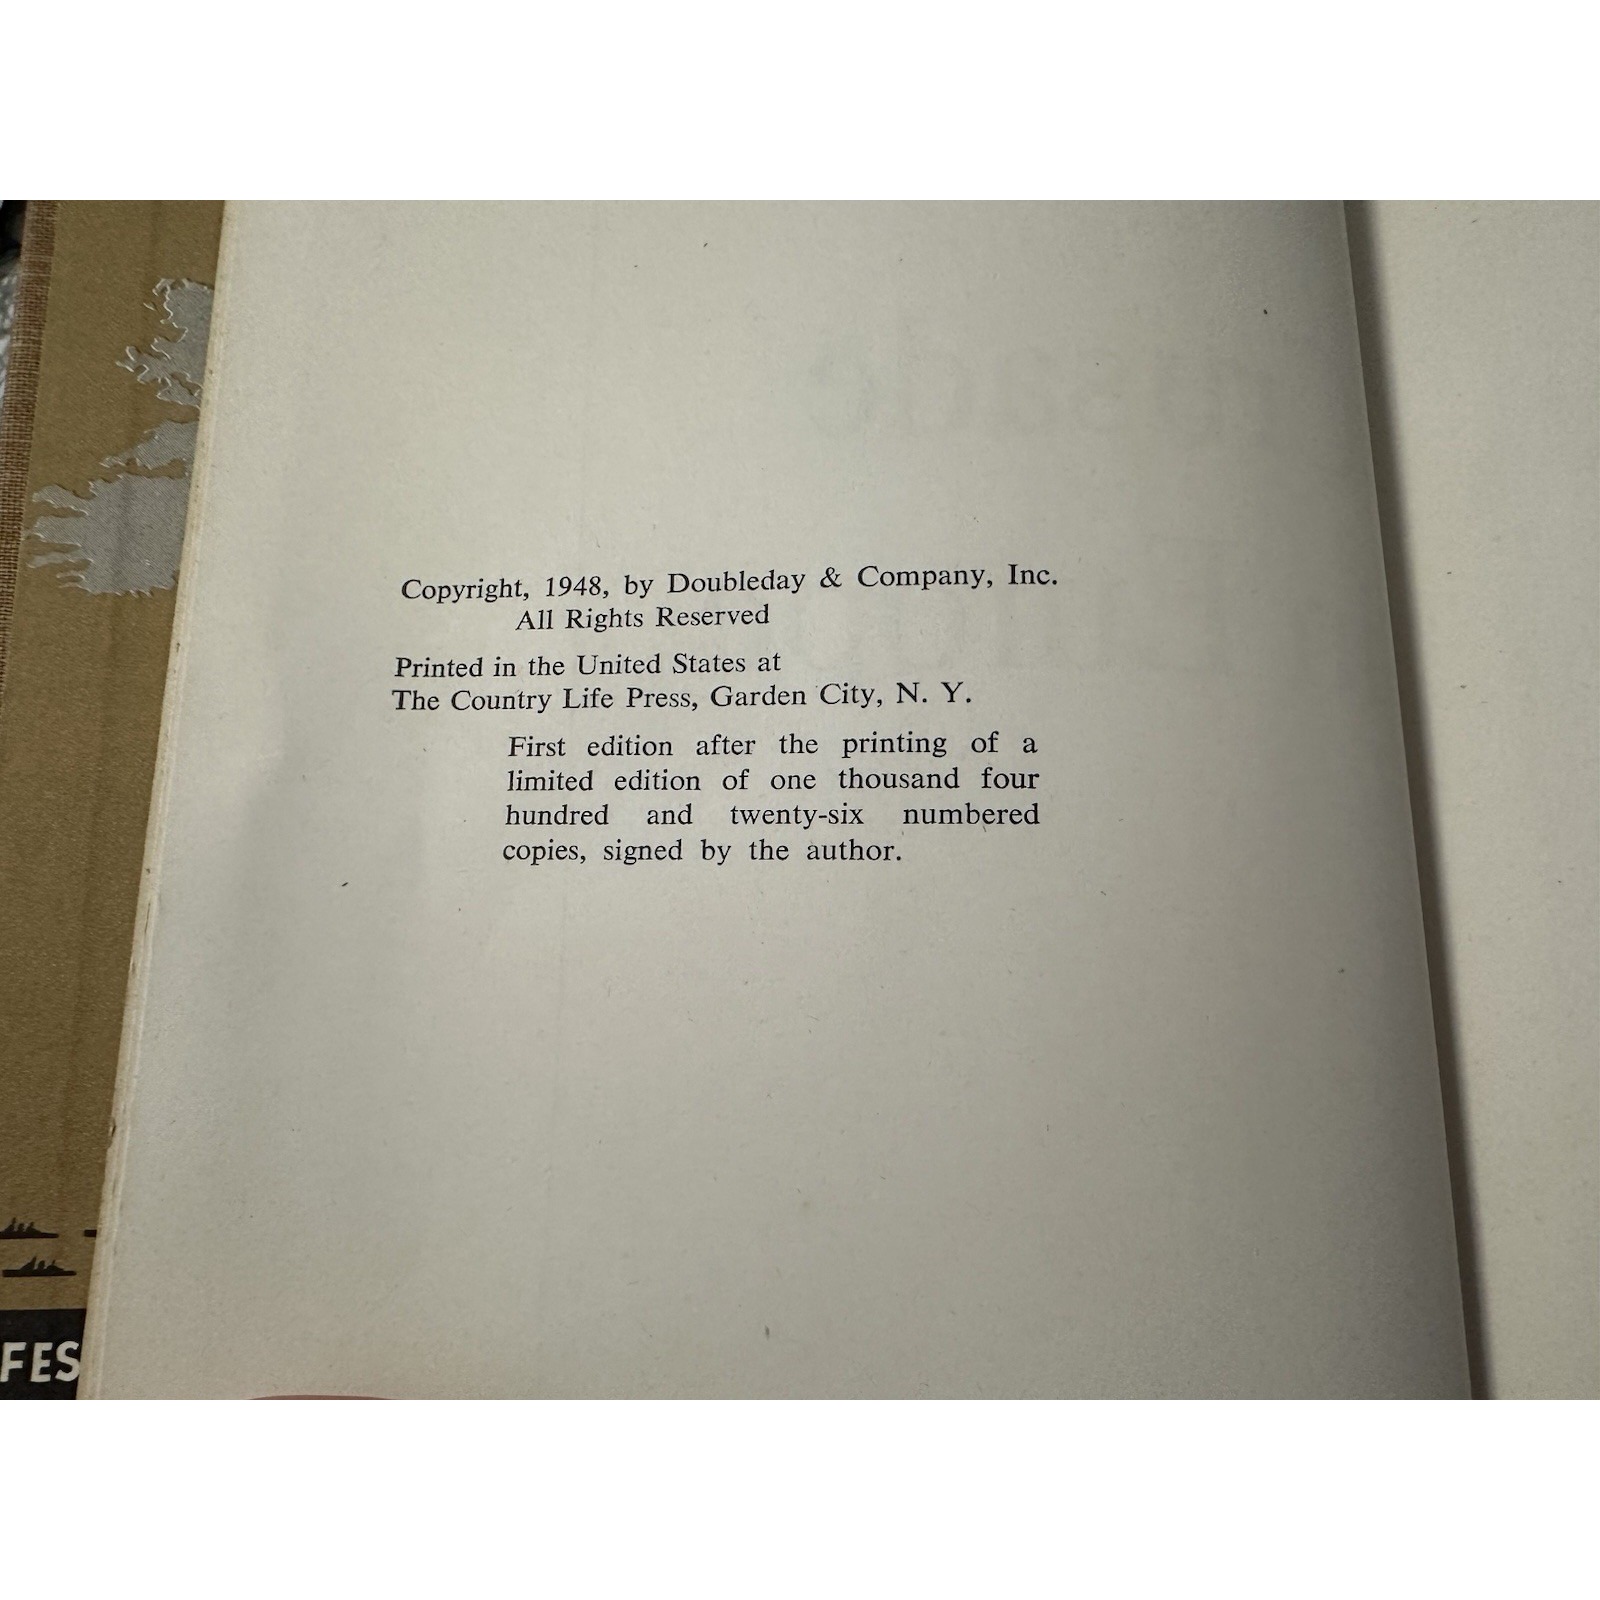 Copyright, 1948, by Doubleday & Company, Inc.
All Rights Reserved
Printed in the United States at
The Country Life Press, Garden City, N. Y.
First edition after the printing of a
limited edition of one thousand four
hundred and twenty-six numbered
copies, signed by the author.
FES